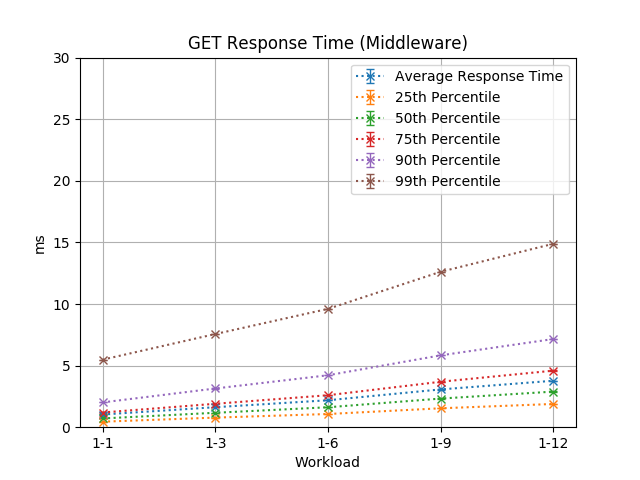 GET Response Time (Middleware)
30
25
20
15
10
5
0
ms
Average Response Time
25th Percentile
50th Percentile
75th Percentile
90th Percentile
99th Percentile
1-1 1-3 1-6 1-9 1-12
Workload